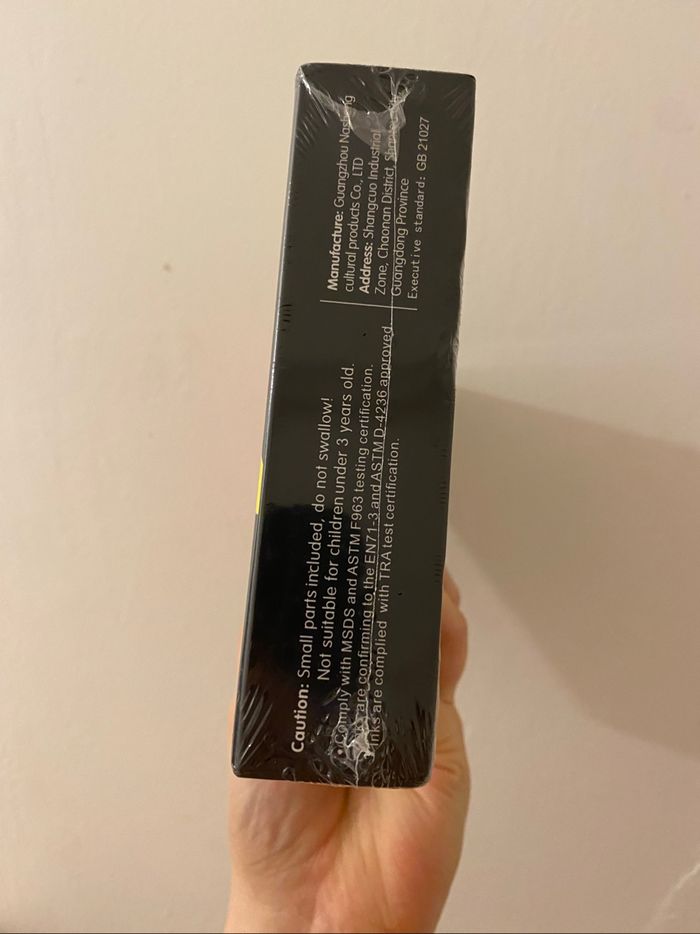 Caution: Small parts included, do not swallow!
Not suitable for children under 3 years old.
• Comply with MSDS and ASTM F963 testing certification.
are confirming to the EN71-3 and ASTM D-4236 approved.
Inks are complied with TRA test certification.
Manufacture: Guangzhou
cultural products Co., LTD
Address: Shangcuo Industrial
Zone, Chaonan District,
Guangdong Province
Executive standard: GB 21027